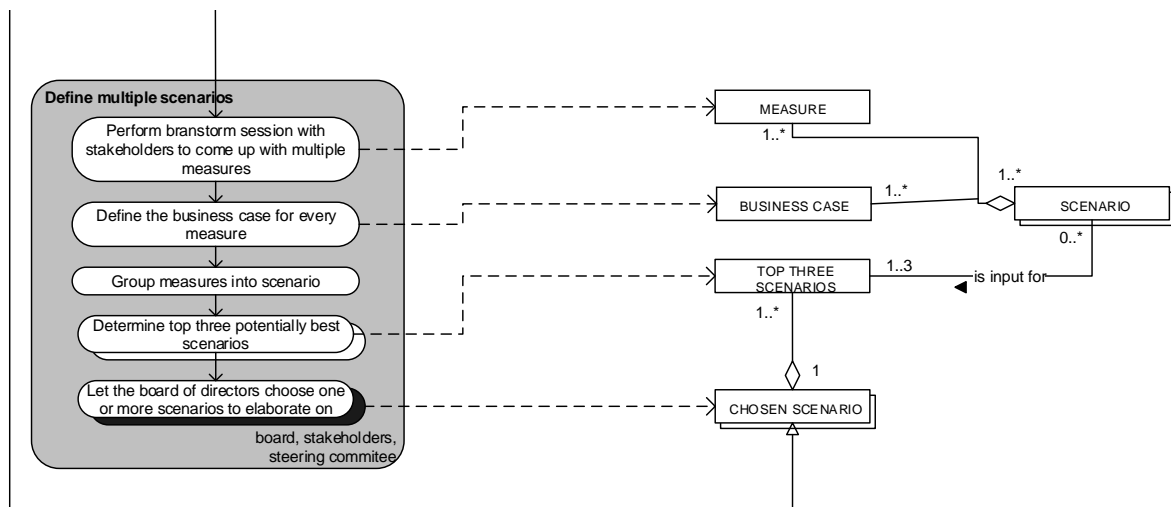 Define multiple scenarios
Perform branstorm session with
stakeholders to come up with multiple
measures
Define the business case for every
measure
Group measures into scenario
Determine top three potentially best
scenarios
Let the board of directors choose one
or more scenarios to elaborate on
board, stakeholders,
steering commitee
MEASURE
1..*
1..*
BUSINESS CASE
1..*
SCENARIO
0..*
TOP THREE
SCENARIOS
1..3
is input for
1..*
1
CHOSEN SCENARIO